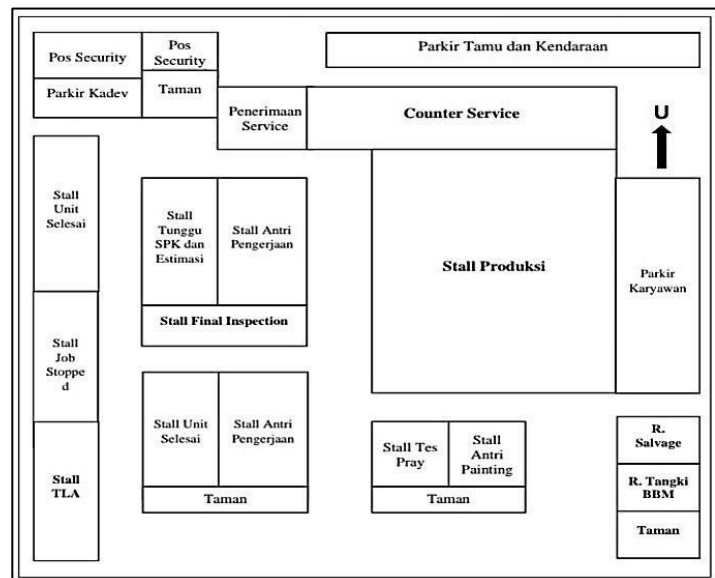 Pos Security
Pos
Security
Parkir Tamu dan Kendaraan
Parkir Kadev
Taman
Penerimaan
Service
Counter Service
U
Stall
Unit
Selesai
Stall
Tunggu
SPK dan
Estimasi
Stall Antri
Pengerjaan
Stall Produksi
Parkir
Karyawan
Stall Final Inspection
Stall
Job
Stoppe
d
Stall Unit
Selesai
Stall Antri
Pengerjaan
Stall Tes
Pray
Stall
Antri
Painting
R.
Salvage
Stall
TLA
R. Tangki
BBM
Taman
Taman
Taman